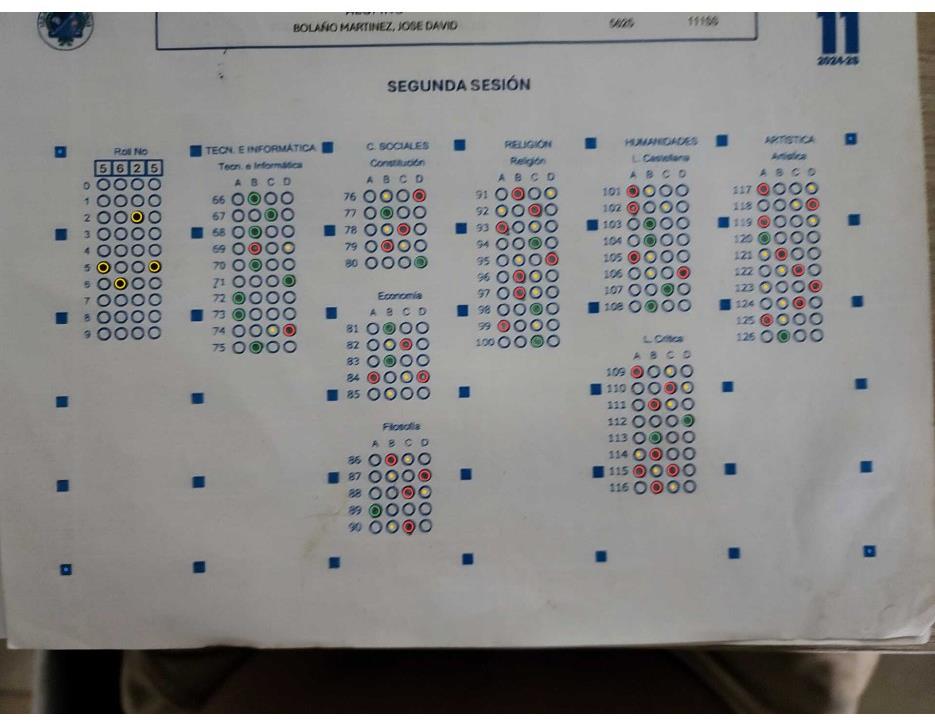 BOLAÑO MARTINEZ, JOSE DAVID 5625 11
11
2024-25
SEGUNDA SESIÓN
Roll No
5 6 2 5
0
1
2
3
4
5
6
7
8
9
TECN. E INFORMÁTICA
Tecn. e Informática
A B C D
66
67
68
69
70
71
72
73
74
75
C. SOCIALES
Constitución
A B C D
76
77
78
79
80
Economía
A B C D
81
82
83
84
85
Filosofía
A B C D
86
87
88
89
90
RELIGIÓN
Religión
A B C D
91
92
93
94
95
96
97
98
99
100
HUMANIDADES
L. Castellana
A B C D
101
102
103
104
105
106
107
108
L. Crítica
A B C D
109
110
111
112
113
114
115
116
ARTÍSTICA
Artística
A B C D
117
118
119
120
121
122
123
124
125
126